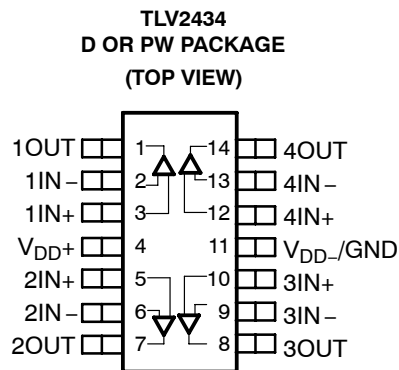 TLV2434
D OR PW PACKAGE
(TOP VIEW)
1OUT 1 14 4OUT
1IN− 2 13 4IN−
1IN+ 3 12 4IN+
VDD+ 4 11 VDD−/GND
2IN+ 5 10 3IN+
2IN− 6 9 3IN−
2OUT 7 8 3OUT